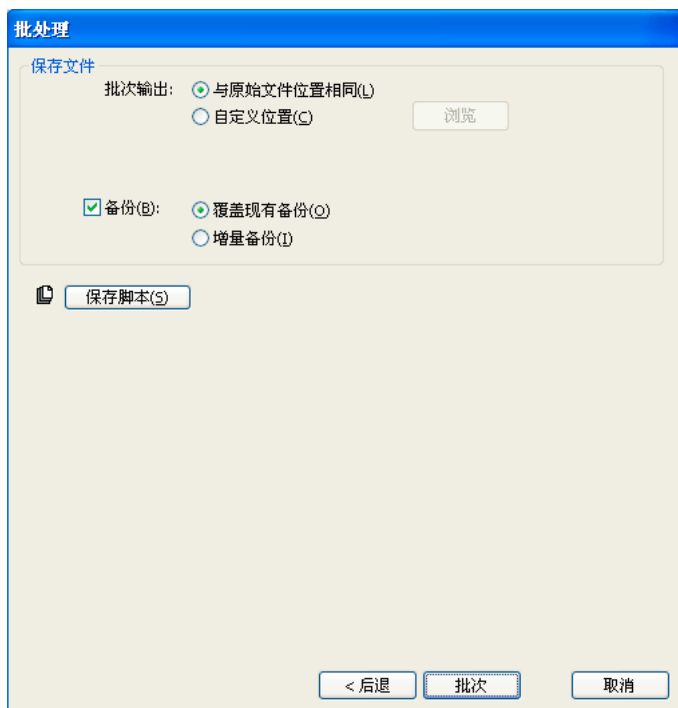 批处理
保存文件
批次输出: 与原始文件位置相同(L)
自定义位置(C) 浏览
备份(B): 覆盖现有备份(O)
增量备份(I)
保存脚本(S)
< 后退 批次 取消